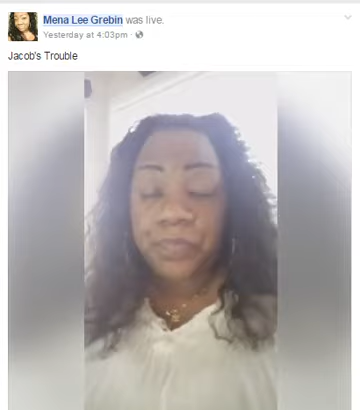 Mena Lee Grebin was live.
Yesterday at 4:03pm ·
Jacob's Trouble